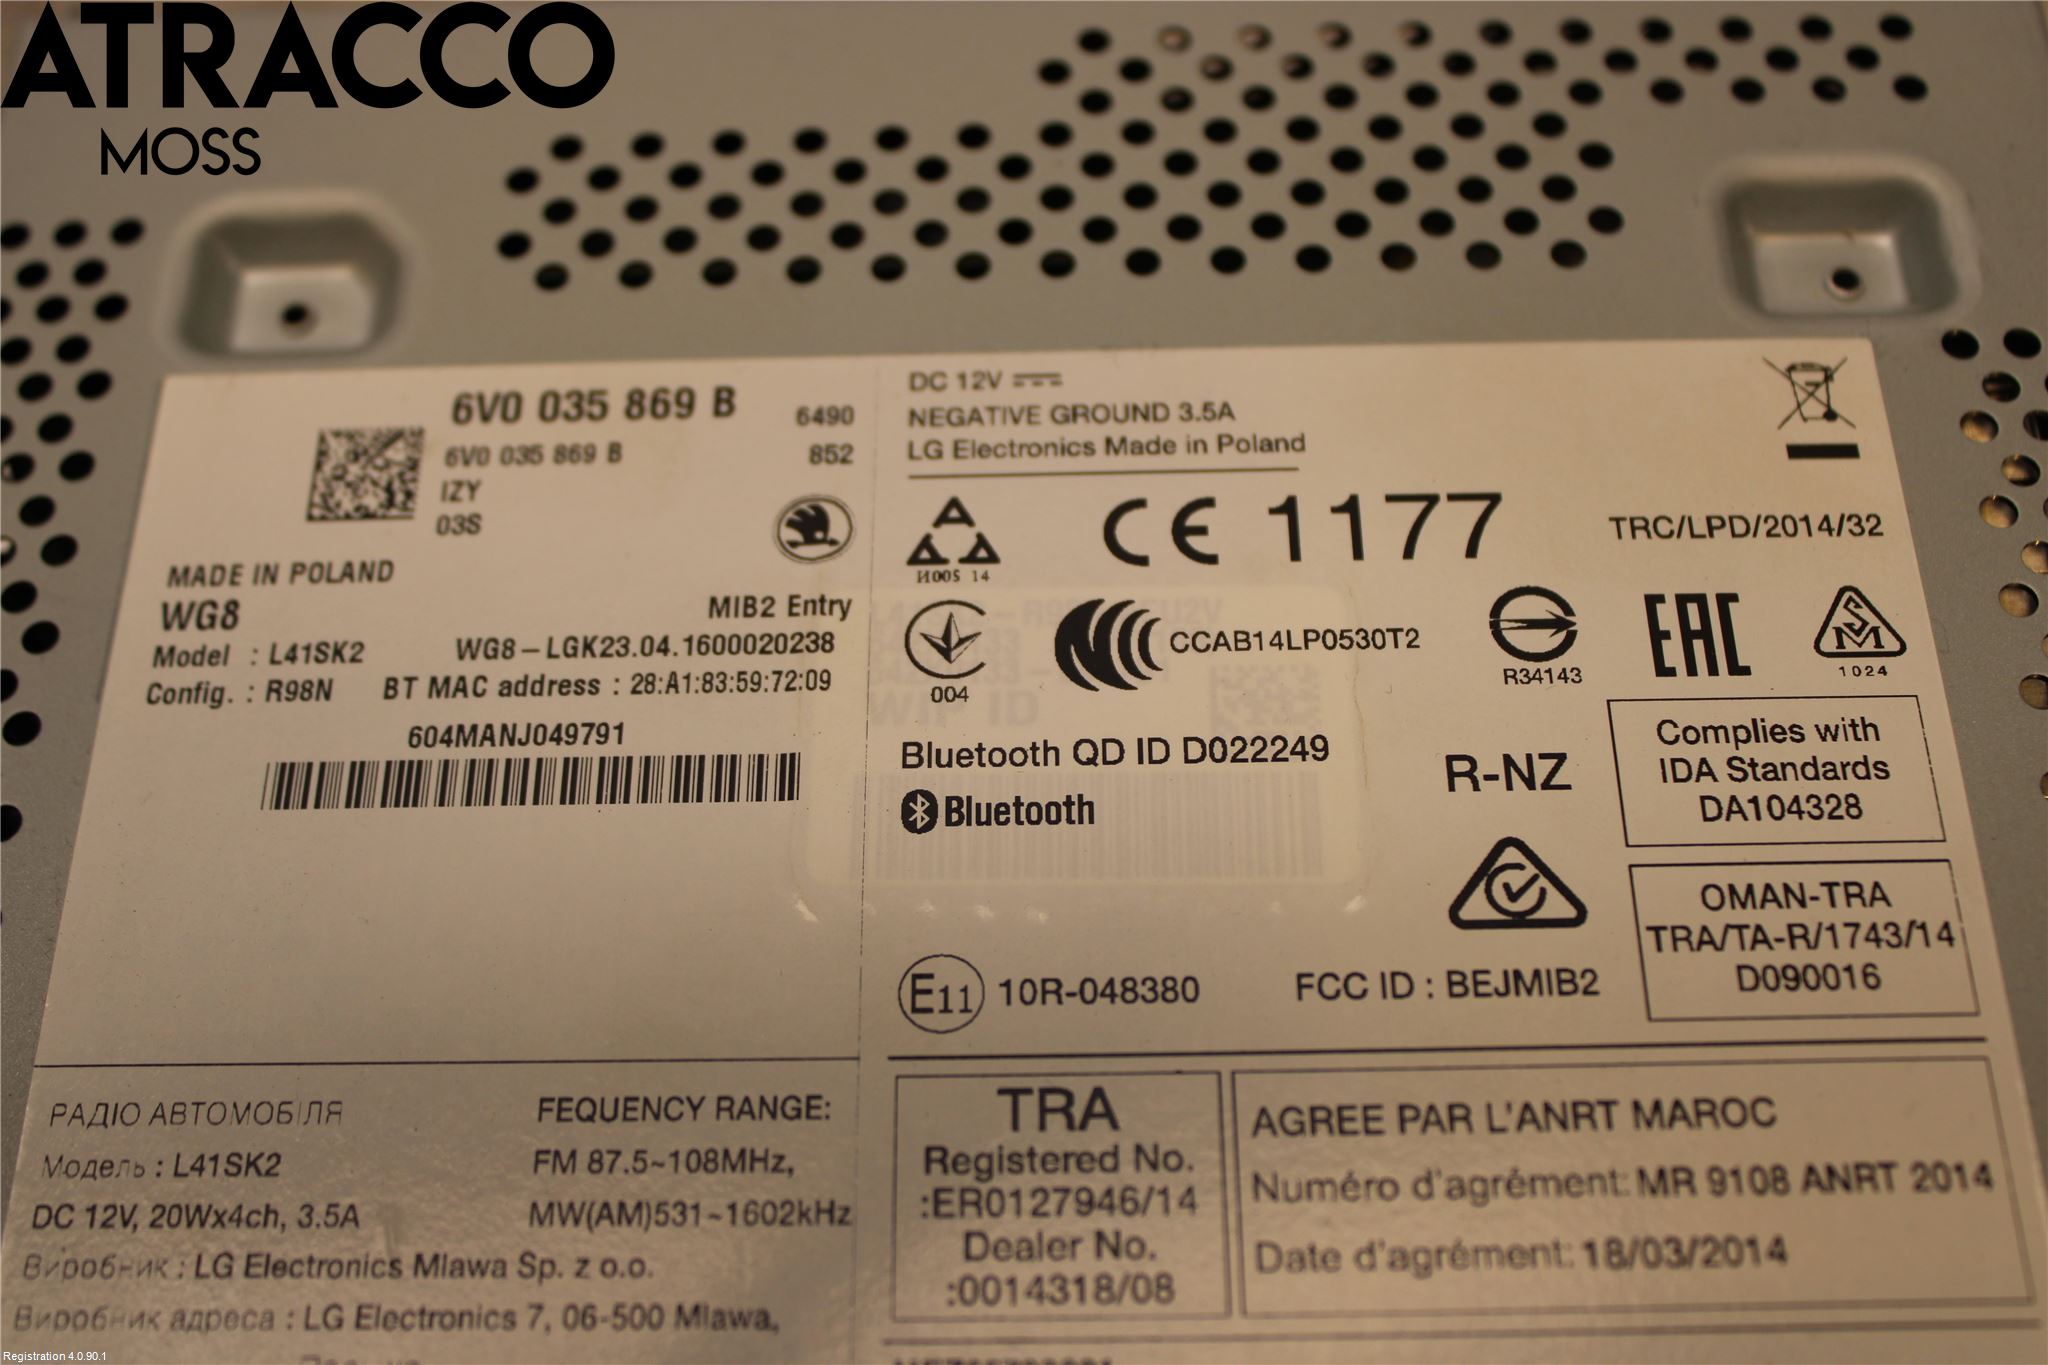 ATRACCO
MOSS
6V0 035 869 B
6490
6V0 035 869 B
852
IZY
03S
MADE IN POLAND
WG8
MIB2 Entry
Model : L41SK2
WG8-LGK23.04.1600020238
Config. : R98N
BT MAC address : 28:A1:83:59:72:09
604MANJ049791
DC 12V
NEGATIVE GROUND 3.5A
LG Electronics Made in Poland
И005 14
CE 1177
TRC/LPD/2014/32
004
CCAB14LP0530T2
R34143
EAC
SM
1024
WIP ID
Bluetooth QD ID D022249
Bluetooth
R-NZ
Complies with
IDA Standards
DA104328
OMAN-TRA
TRA/TA-R/1743/14
D090016
E11 10R-048380
FCC ID : BEJMIB2
РАДІО АВТОМОБІЛЯ
Модель : L41SK2
DC 12V, 20Wx4ch, 3.5A
Виробник : LG Electronics Mlawa Sp. z o.o.
Виробник адреса : LG Electronics 7, 06-500 Mlawa,
FEQUENCY RANGE:
FM 87.5~108MHz,
MW(AM)531~1602kHz
TRA
Registered No.
:ER0127946/14
Dealer No.
:0014318/08
AGREE PAR L'ANRT MAROC
Numéro d'agrément: MR 9108 ANRT 2014
Date d'agrément: 18/03/2014
Registration 4.0.90.1